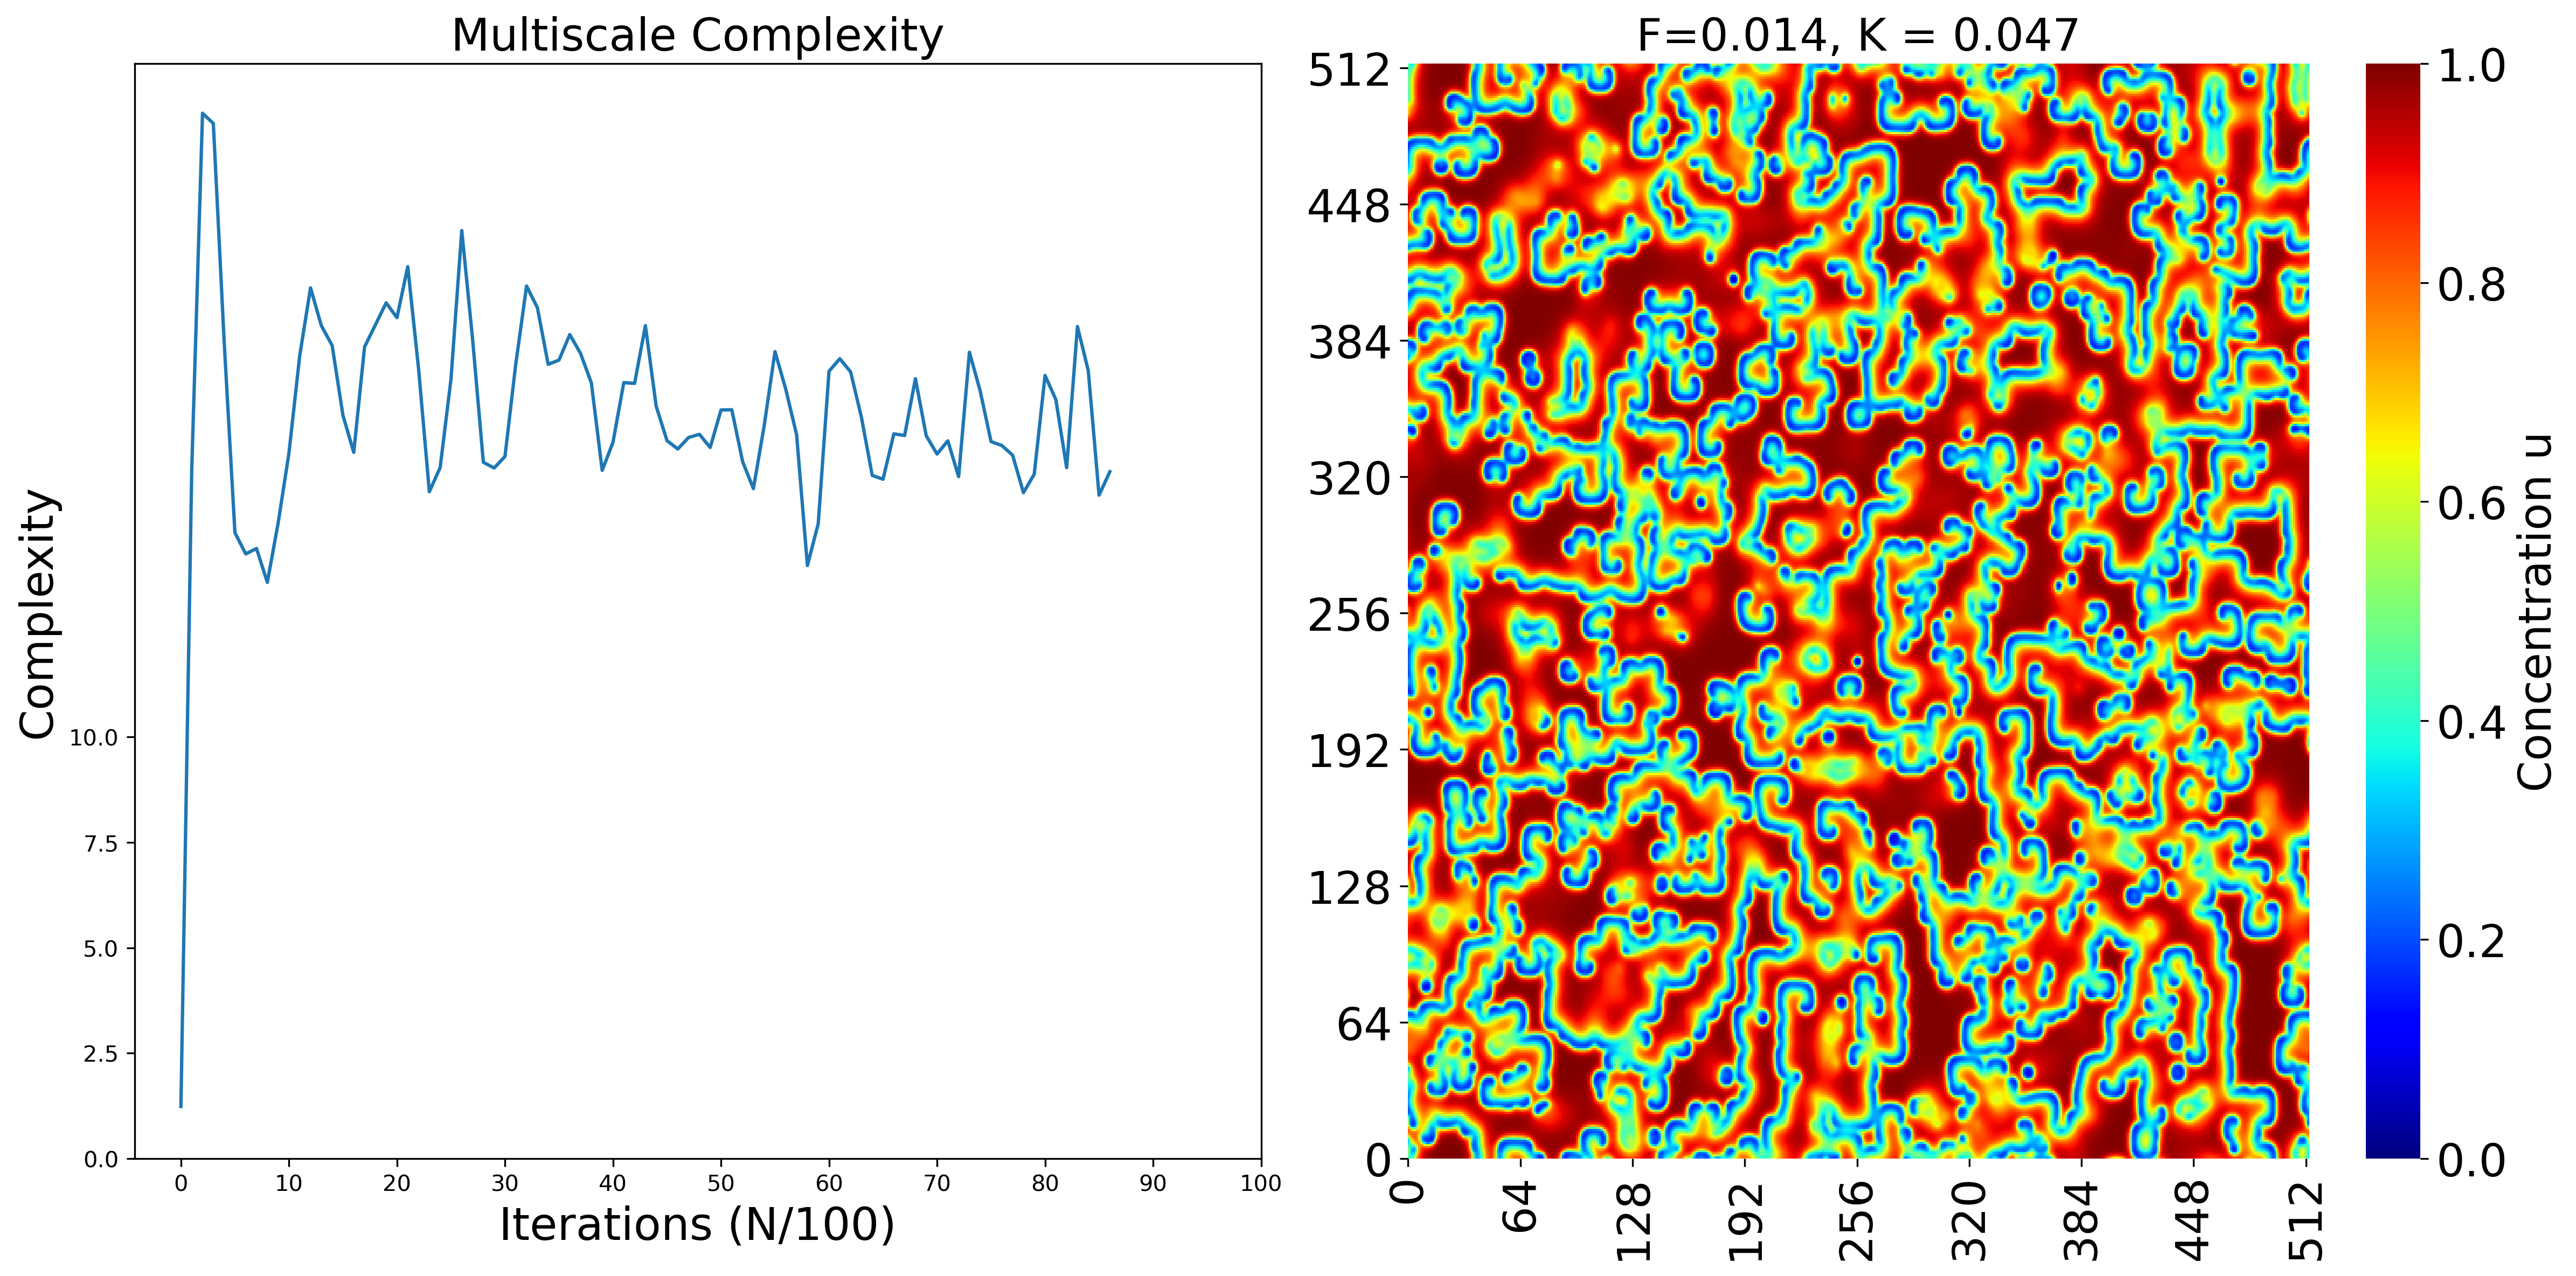 Multiscale Complexity
Complexity
10.0
7.5
5.0
2.5
0.0
0 10 20 30 40 50 60 70 80 90 100
Iterations (N/100)
F=0.014, K = 0.047
512
448
384
320
256
192
128
64
0
0 64 128 192 256 320 384 448 512
1.0
0.8
0.6
0.4
0.2
0.0
Concentration u